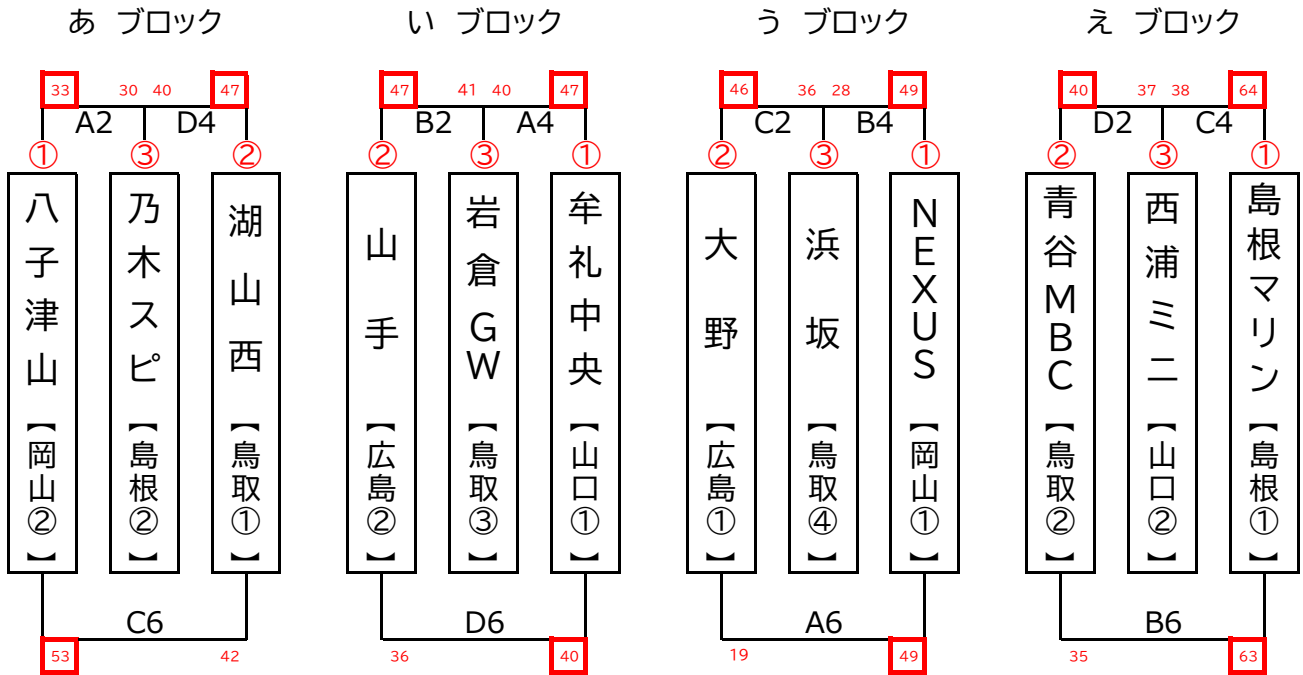 あ ブロック
い ブロック
う ブロック
え ブロック
33 30 40 47
47 41 40 47
46 36 28 49
40 37 38 64
A2 D4
B2 A4
C2 B4
D2 C4
① ③ ②
② ③ ①
② ③ ①
② ③ ①
八子津山【岡山②】
乃木スピ【島根②】
湖山西【鳥取①】
山手【広島②】
岩倉GW【鳥取③】
牟礼中央【山口①】
大野【広島①】
浜坂【鳥取④】
NEXUS【岡山①】
青谷MBC【鳥取②】
西浦ミニ【山口②】
島根マリン【島根①】
C6
D6
A6
B6
53 42
36 40
19 49
35 63